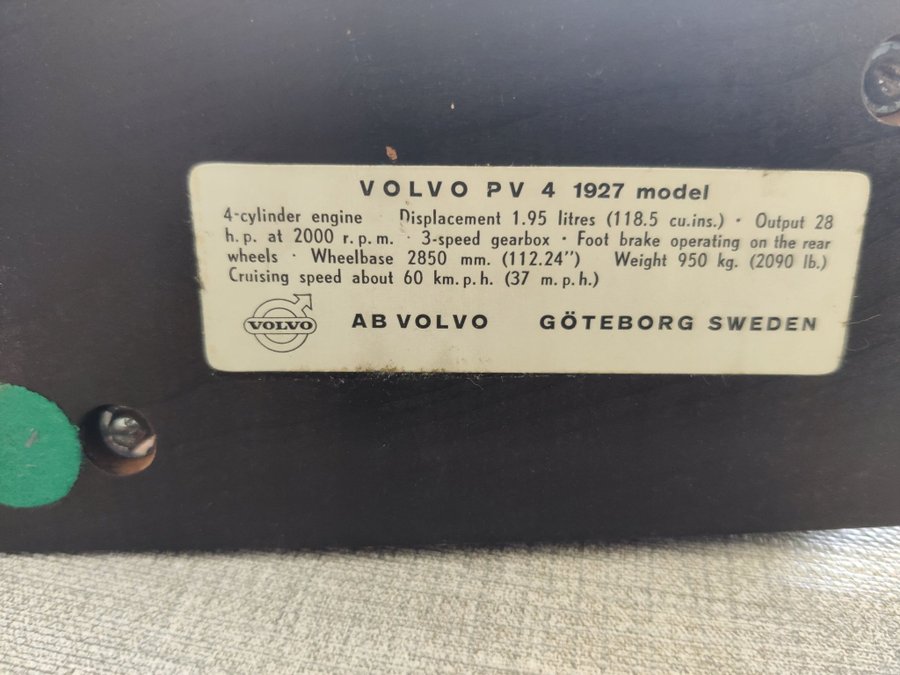 VOLVO PV 4 1927 model
4-cylinder engine · Displacement 1.95 litres (118.5 cu.ins.) · Output 28
h.p. at 2000 r.p.m. · 3-speed gearbox · Foot brake operating on the rear
wheels · Wheelbase 2850 mm. (112.24") Weight 950 kg. (2090 lb.)
Cruising speed about 60 km.p.h. (37 m.p.h.)
VOLVO AB VOLVO GÖTEBORG SWEDEN